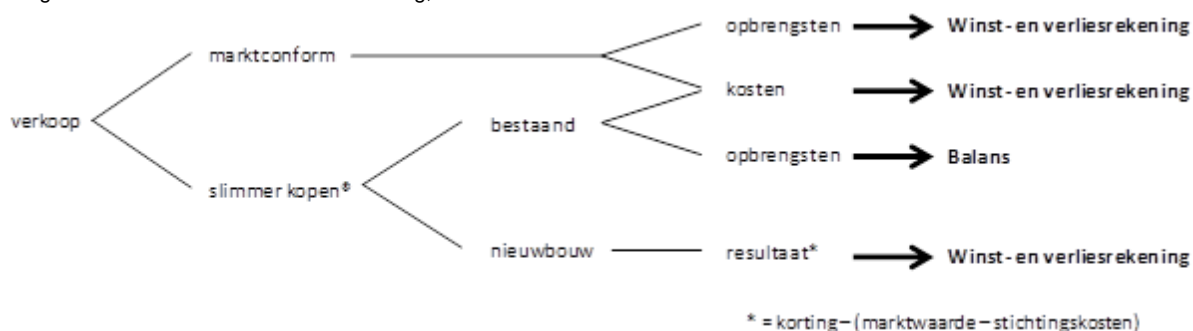 opbrengsten Winst- en verliesrekening
marktconform
kosten Winst- en verliesrekening
verkoop bestaand
opbrengsten Balans
slimmer kopen®
nieuwbouw resultaat* Winst- en verliesrekening
* = korting – (marktwaarde – stichtingskosten)